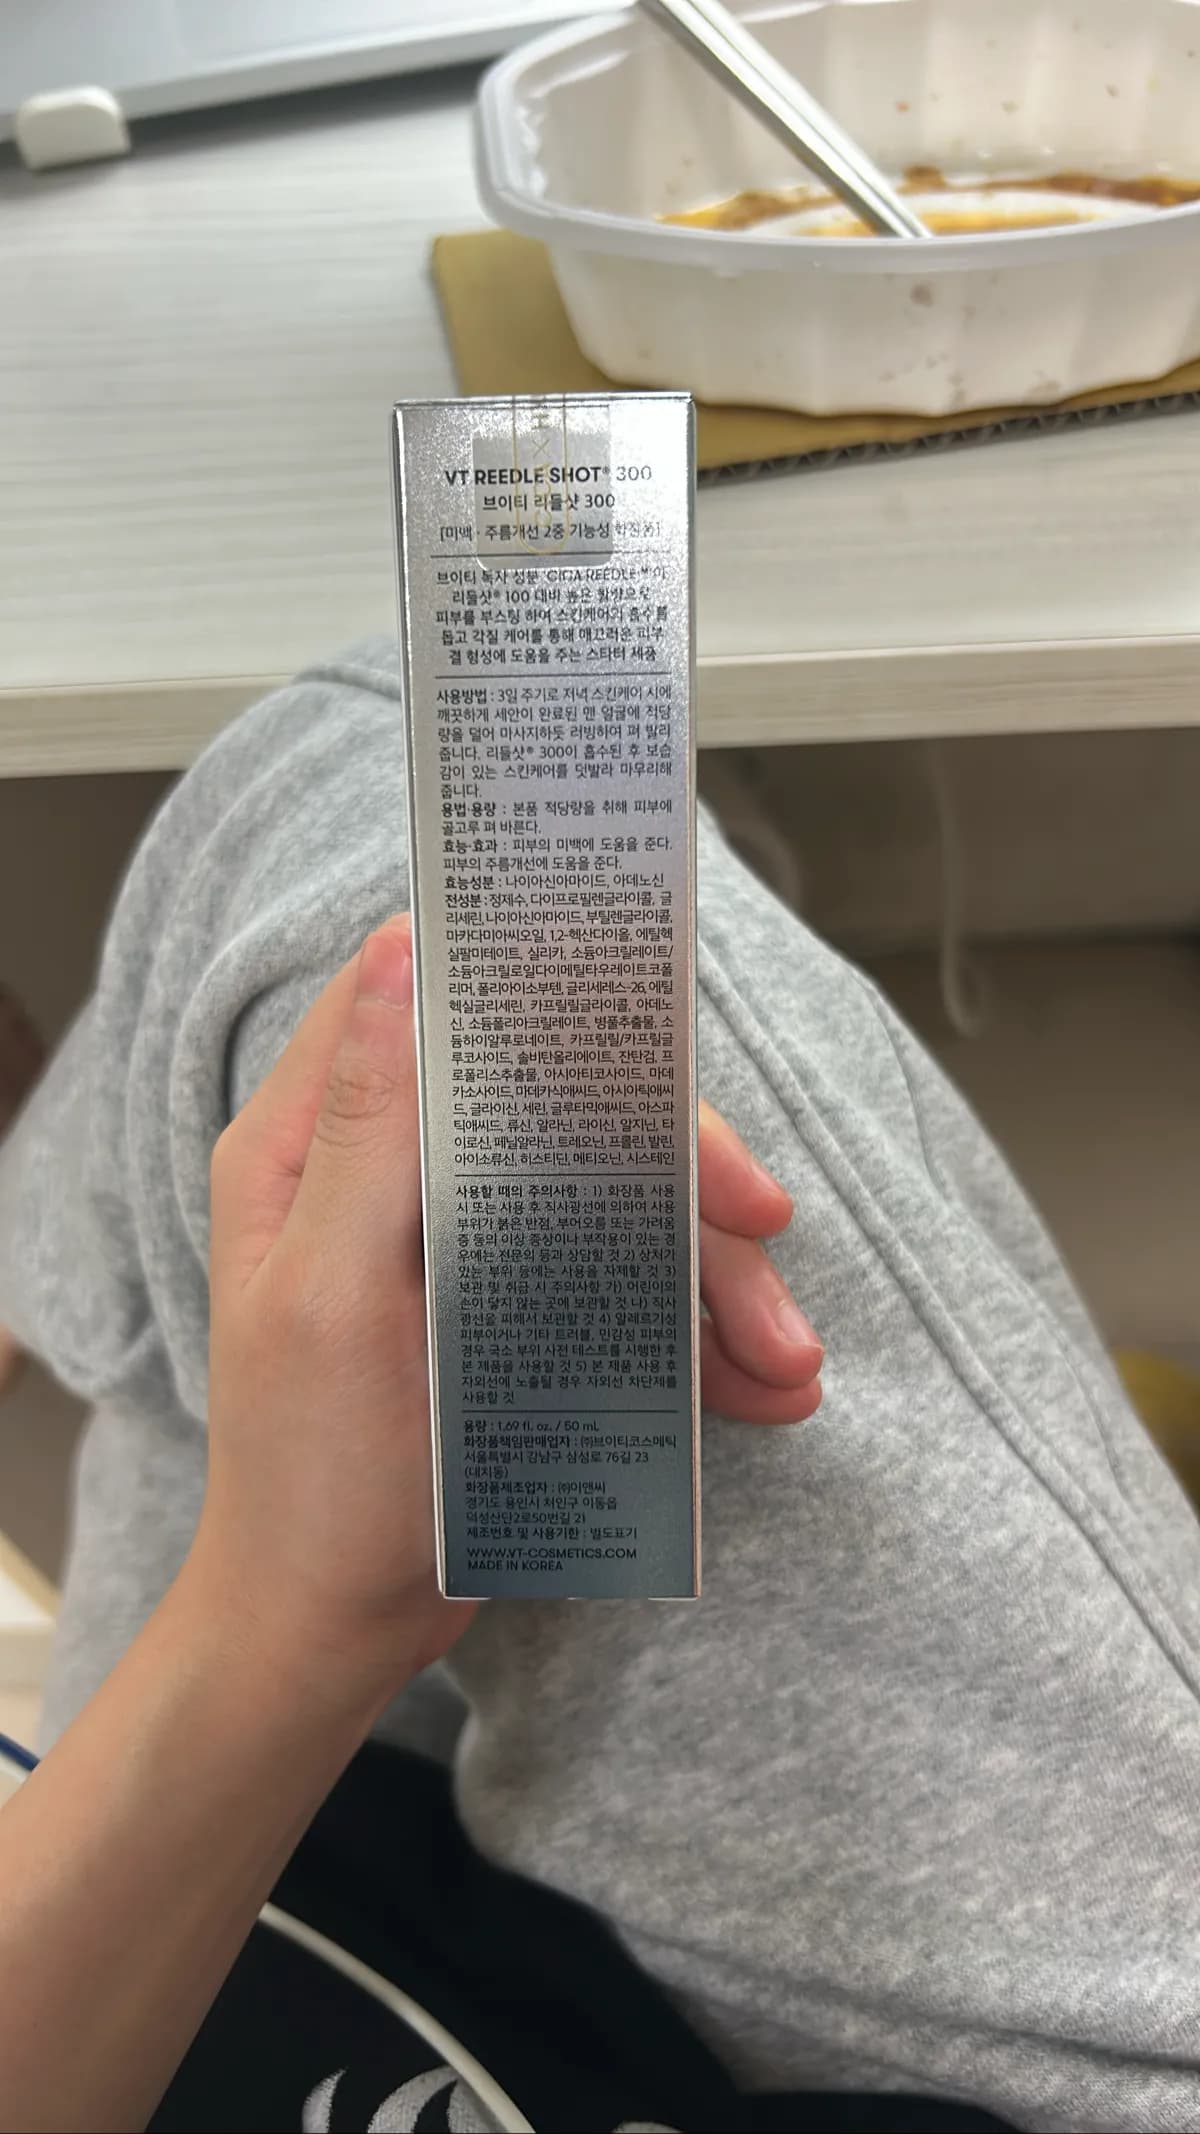 VT REEDLE SHOT® 300
브이티 리들샷 300
[미백 · 주름개선 2중 기능성 화장품]
브이티 독자 성분 'CICA REEDLE™'이
리들샷® 100 대비 높은 함량으로
피부를 부스팅 하여 스킨케어의 흡수를
돕고 각질 케어를 통해 매끄러운 피부
결 형성에 도움을 주는 스타터 제품
사용방법 : 3일 주기로 저녁 스킨케어 시에
깨끗하게 세안이 완료된 맨 얼굴에 적당
량을 덜어 마사지하듯 러빙하여 펴 발라
줍니다. 리들샷® 300이 흡수된 후 보습
감이 있는 스킨케어를 덧발라 마무리해
줍니다.
용법·용량 : 본품 적당량을 취해 피부에
골고루 펴 바른다.
효능·효과 : 피부의 미백에 도움을 준다.
피부의 주름개선에 도움을 준다.
효능성분 : 나이아신아마이드, 아데노신
전성분 : 정제수, 다이프로필렌글라이콜, 글
리세린, 나이아신아마이드, 부틸렌글라이콜,
마카다미아씨오일, 1,2-헥산다이올, 에틸헥
실팔미테이트, 실리카, 소듐아크릴레이트/
소듐아크릴로일다이메틸타우레이트코폴
리머, 폴리아이소부텐, 글리세레스-26, 에틸
헥실글리세린, 카프릴릴글라이콜, 아데노
신, 소듐폴리아크릴레이트, 병풀추출물, 소
듐하이알루로네이트, 카프릴릴/카프릴글
루코사이드, 솔비탄올리에이트, 잔탄검, 프
로폴리스추출물, 아시아티코사이드, 마데
카소사이드, 마데카식애씨드, 아시아틱애씨
드, 글라이신, 세린, 글루타믹애씨드, 아스파
틱애씨드, 류신, 알라닌, 라이신, 알지닌, 타
이로신, 페닐알라닌, 트레오닌, 프롤린, 발린,
아이소류신, 히스티딘, 메티오닌, 시스테인
사용할 때의 주의사항 : 1) 화장품 사용
시 또는 사용 후 직사광선에 의하여 사용
부위가 붉은 반점, 부어오름 또는 가려움
증 등의 이상 증상이나 부작용이 있는 경
우에는 전문의 등과 상담할 것 2) 상처가
있는 부위 등에는 사용을 자제할 것 3)
보관 및 취급 시 주의사항 가) 어린이의
손이 닿지 않는 곳에 보관할 것 나) 직사
광선을 피해서 보관할 것 4) 알레르기성
피부이거나 기타 트러블, 민감성 피부의
경우 국소 부위 사전 테스트를 시행한 후
본 제품을 사용할 것 5) 본 제품 사용 후
자외선에 노출될 경우 자외선 차단제를
사용할 것
용량 : 1.69 fl. oz. / 50 mL
화장품책임판매업자 : ㈜브이티코스메틱
서울특별시 강남구 삼성로 76길 23
(대치동)
화장품제조업자 : ㈜이앤씨
경기도 용인시 처인구 이동읍
덕성산단2로50번길 21
제조번호 및 사용기한 : 별도표기
WWW.VT-COSMETICS.COM
MADE IN KOREA